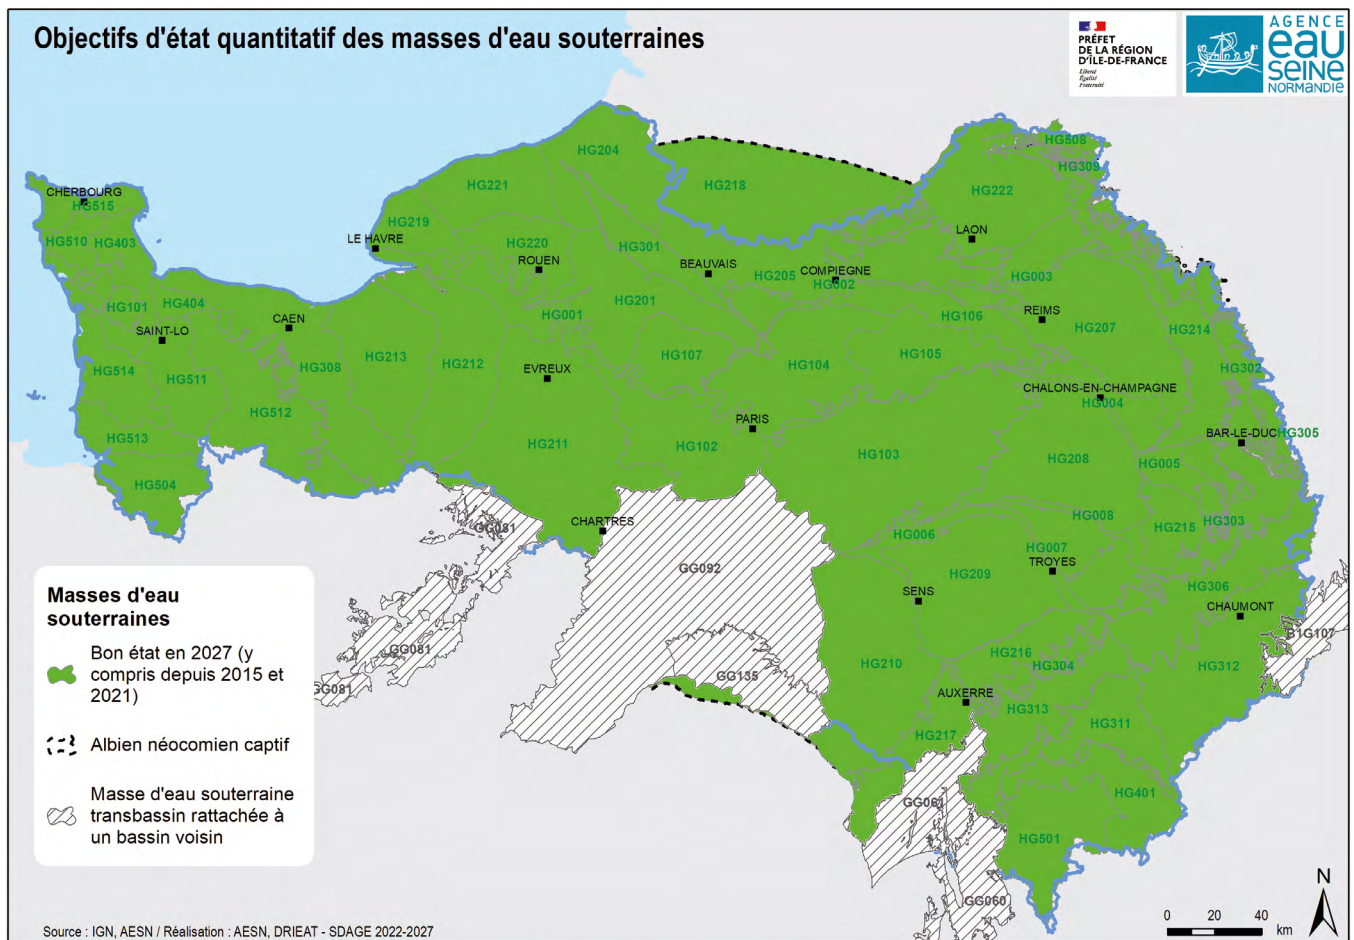 Objectifs d'état quantitatif des masses d'eau souterraines
PRÉFET
DE LA RÉGION
D'ÎLE-DE-FRANCE
Liberté
Égalité
Fraternité
AGENCE
eau
SEINE
NORMANDIE
HG508
HG309
HG204
HG218
HG221
HG222
CHERBOURG
HG515
HG219
LE HAVRE
HG510
HG403
HG220
ROUEN
HG301
LAON
BEAUVAIS
HG205
COMPIEGNE
HG002
HG003
HG101
HG404
HG201
CAEN
HG001
HG106
REIMS
HG207
HG214
SAINT-LO
HG213
HG212
HG107
HG105
HG104
HG308
HG514
HG511
EVREUX
HG302
CHALONS-EN-CHAMPAGNE
HG004
HG512
PARIS
HG513
HG211
HG102
HG103
BAR-LE-DUC
HG305
HG208
HG005
HG504
HG008
CHARTRES
GG081
HG215
HG303
HG006
HG007
TROYES
GG092
HG209
SENS
HG306
CHAUMONT
B1G107
GG081
HG210
HG216
HG304
HG312
GG135
GG081
AUXERRE
HG313
HG311
HG217
GG061
HG401
HG501
GG060
Masses d'eau
souterraines
Bon état en 2027 (y
compris depuis 2015 et
2021)
Albien néocomien captif
Masse d'eau souterraine
transbassin rattachée à
un bassin voisin
N
0 20 40
km
Source : IGN, AESN / Réalisation : AESN, DRIEAT - SDAGE 2022-2027